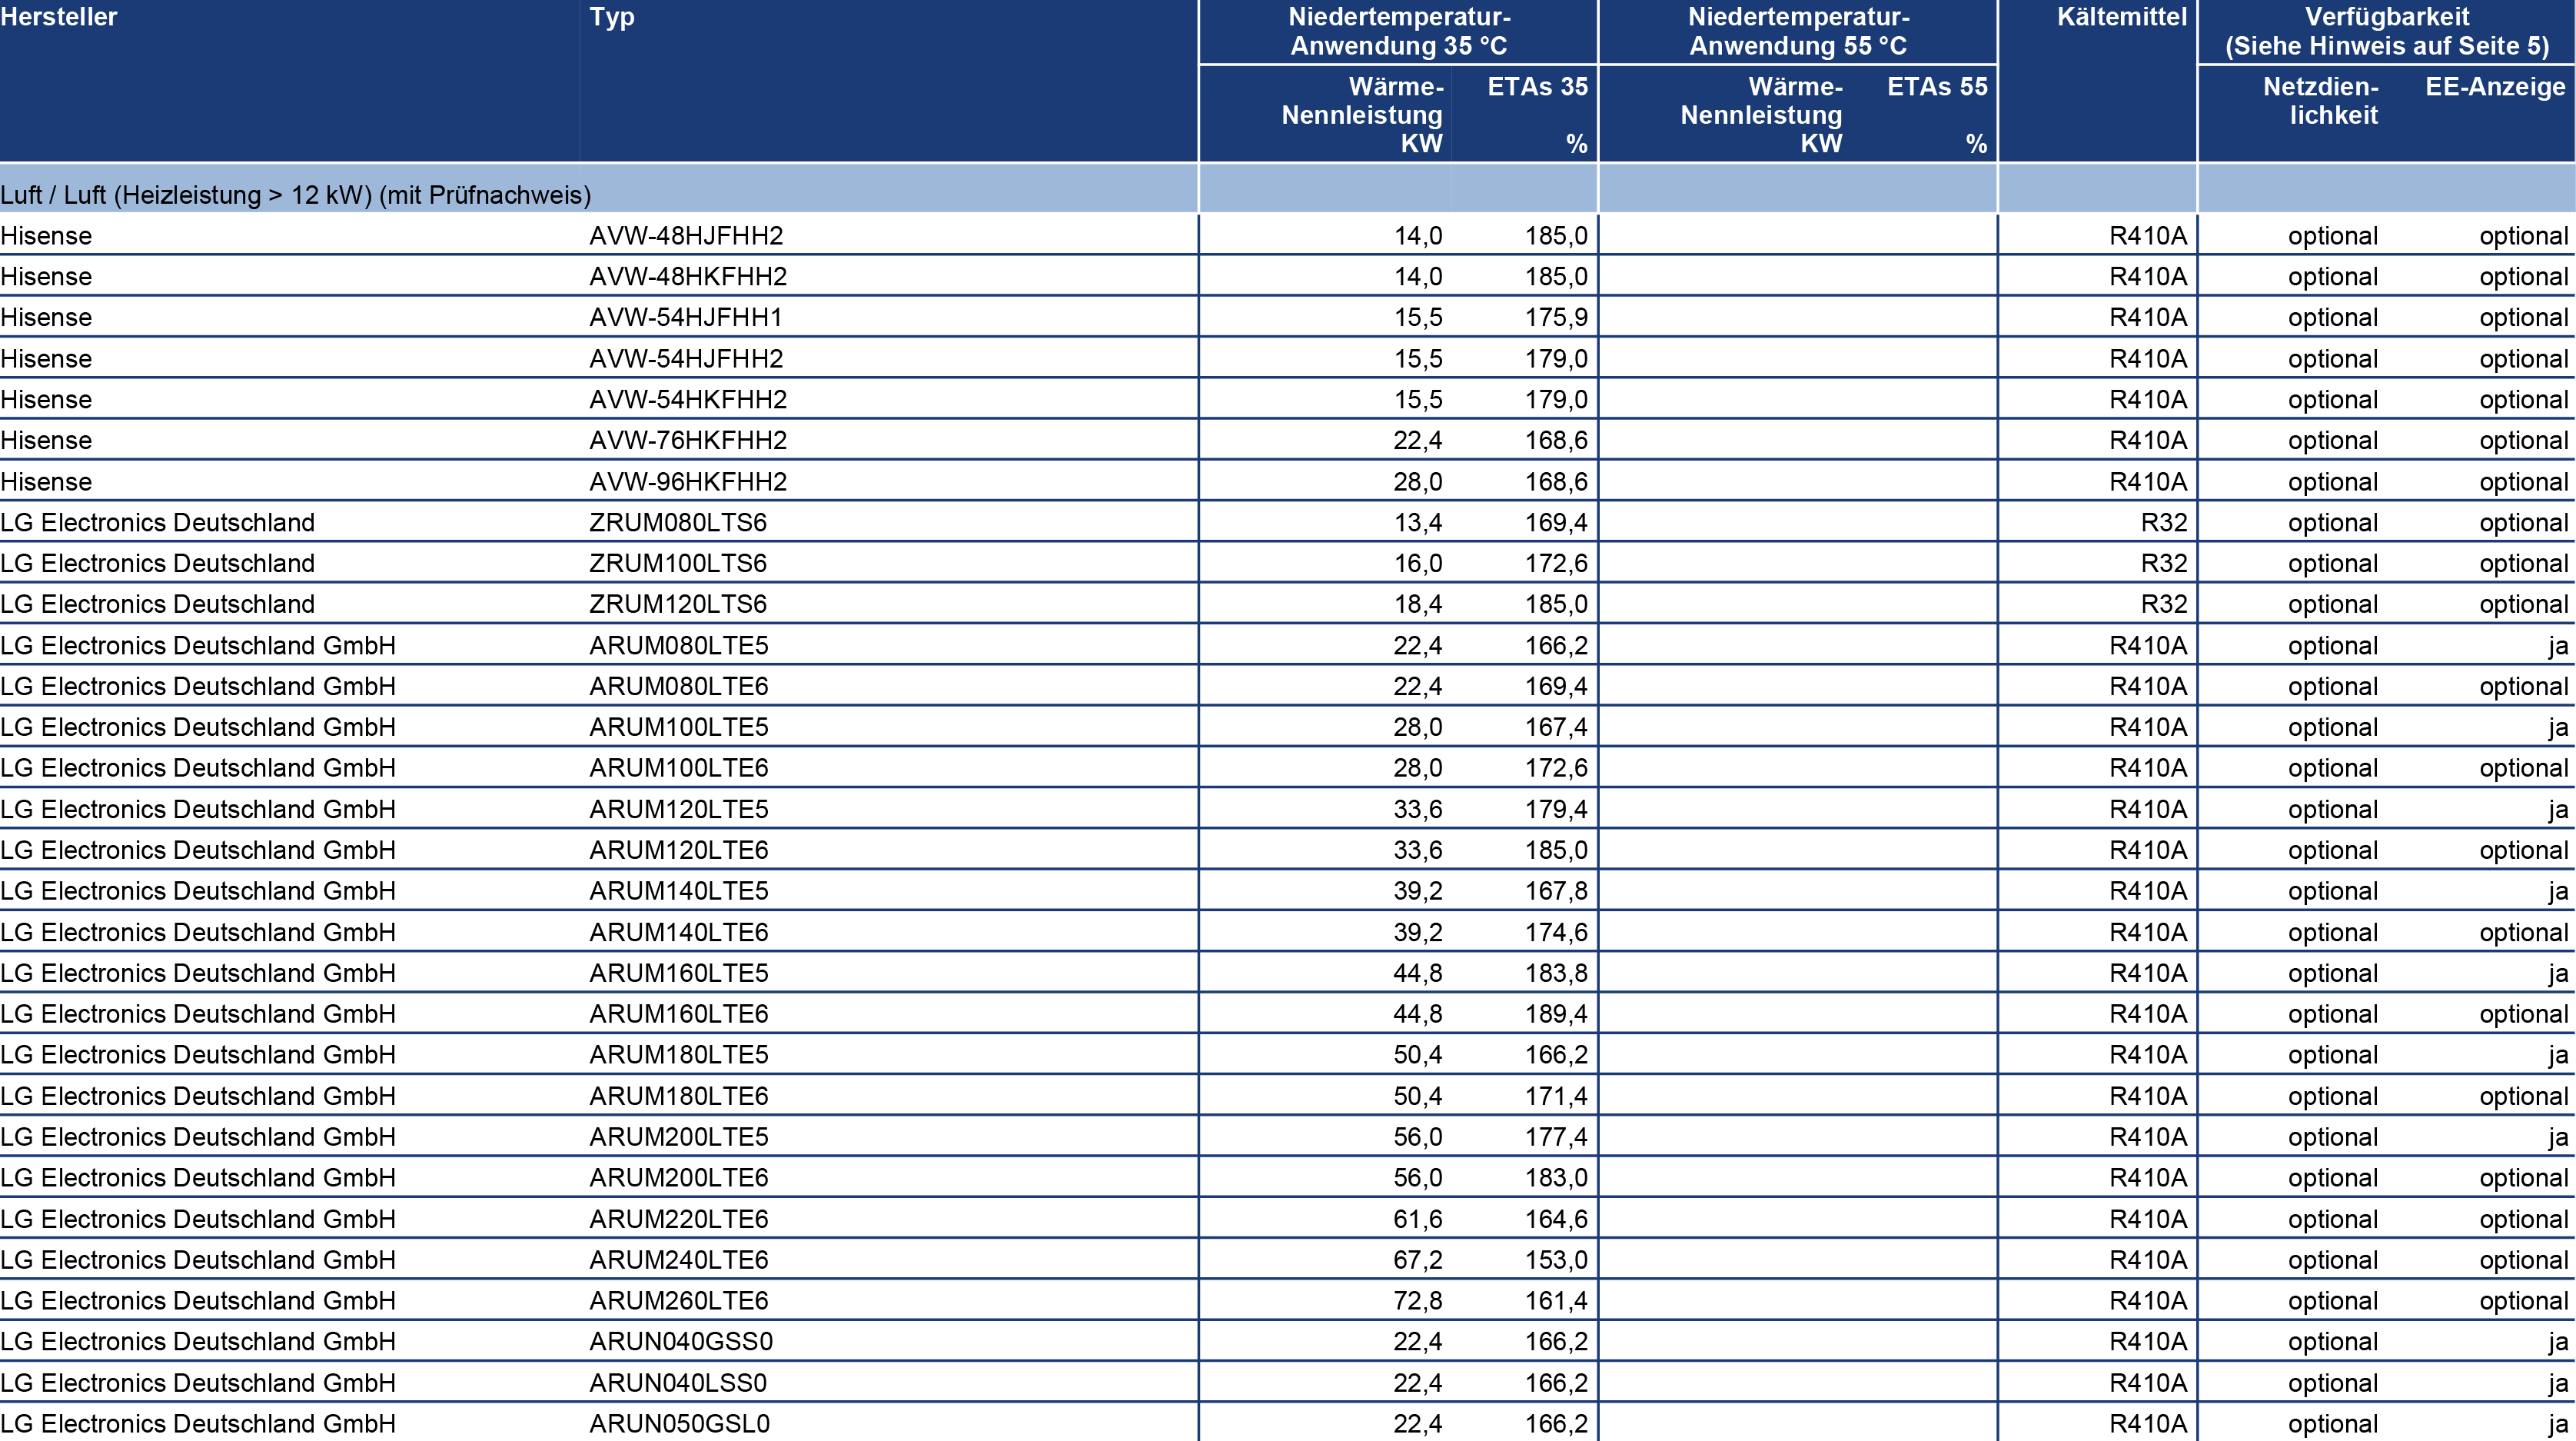 Hersteller Typ Niedertemperatur- Niedertemperatur- Kältemittel Verfügbarkeit
Anwendung 35 °C Anwendung 55 °C (Siehe Hinweis auf Seite 5)
Wärme- ETAs 35 Wärme- ETAs 55 Netzdien- EE-Anzeige
Nennleistung Nennleistung lichkeit
KW % KW %
Luft / Luft (Heizleistung > 12 kW) (mit Prüfnachweis)
Hisense AVW-48HJFHH2 14,0 185,0 R410A optional optional
Hisense AVW-48HKFHH2 14,0 185,0 R410A optional optional
Hisense AVW-54HJFHH1 15,5 175,9 R410A optional optional
Hisense AVW-54HJFHH2 15,5 179,0 R410A optional optional
Hisense AVW-54HKFHH2 15,5 179,0 R410A optional optional
Hisense AVW-76HKFHH2 22,4 168,6 R410A optional optional
Hisense AVW-96HKFHH2 28,0 168,6 R410A optional optional
LG Electronics Deutschland ZRUM080LTS6 13,4 169,4 R32 optional optional
LG Electronics Deutschland ZRUM100LTS6 16,0 172,6 R32 optional optional
LG Electronics Deutschland ZRUM120LTS6 18,4 185,0 R32 optional optional
LG Electronics Deutschland GmbH ARUM080LTE5 22,4 166,2 R410A optional ja
LG Electronics Deutschland GmbH ARUM080LTE6 22,4 169,4 R410A optional optional
LG Electronics Deutschland GmbH ARUM100LTE5 28,0 167,4 R410A optional ja
LG Electronics Deutschland GmbH ARUM100LTE6 28,0 172,6 R410A optional optional
LG Electronics Deutschland GmbH ARUM120LTE5 33,6 179,4 R410A optional ja
LG Electronics Deutschland GmbH ARUM120LTE6 33,6 185,0 R410A optional optional
LG Electronics Deutschland GmbH ARUM140LTE5 39,2 167,8 R410A optional ja
LG Electronics Deutschland GmbH ARUM140LTE6 39,2 174,6 R410A optional optional
LG Electronics Deutschland GmbH ARUM160LTE5 44,8 183,8 R410A optional ja
LG Electronics Deutschland GmbH ARUM160LTE6 44,8 189,4 R410A optional optional
LG Electronics Deutschland GmbH ARUM180LTE5 50,4 166,2 R410A optional ja
LG Electronics Deutschland GmbH ARUM180LTE6 50,4 171,4 R410A optional optional
LG Electronics Deutschland GmbH ARUM200LTE5 56,0 177,4 R410A optional ja
LG Electronics Deutschland GmbH ARUM200LTE6 56,0 183,0 R410A optional optional
LG Electronics Deutschland GmbH ARUM220LTE6 61,6 164,6 R410A optional optional
LG Electronics Deutschland GmbH ARUM240LTE6 67,2 153,0 R410A optional optional
LG Electronics Deutschland GmbH ARUM260LTE6 72,8 161,4 R410A optional optional
LG Electronics Deutschland GmbH ARUN040GSS0 22,4 166,2 R410A optional ja
LG Electronics Deutschland GmbH ARUN040LSS0 22,4 166,2 R410A optional ja
LG Electronics Deutschland GmbH ARUN050GSL0 22,4 166,2 R410A optional ja